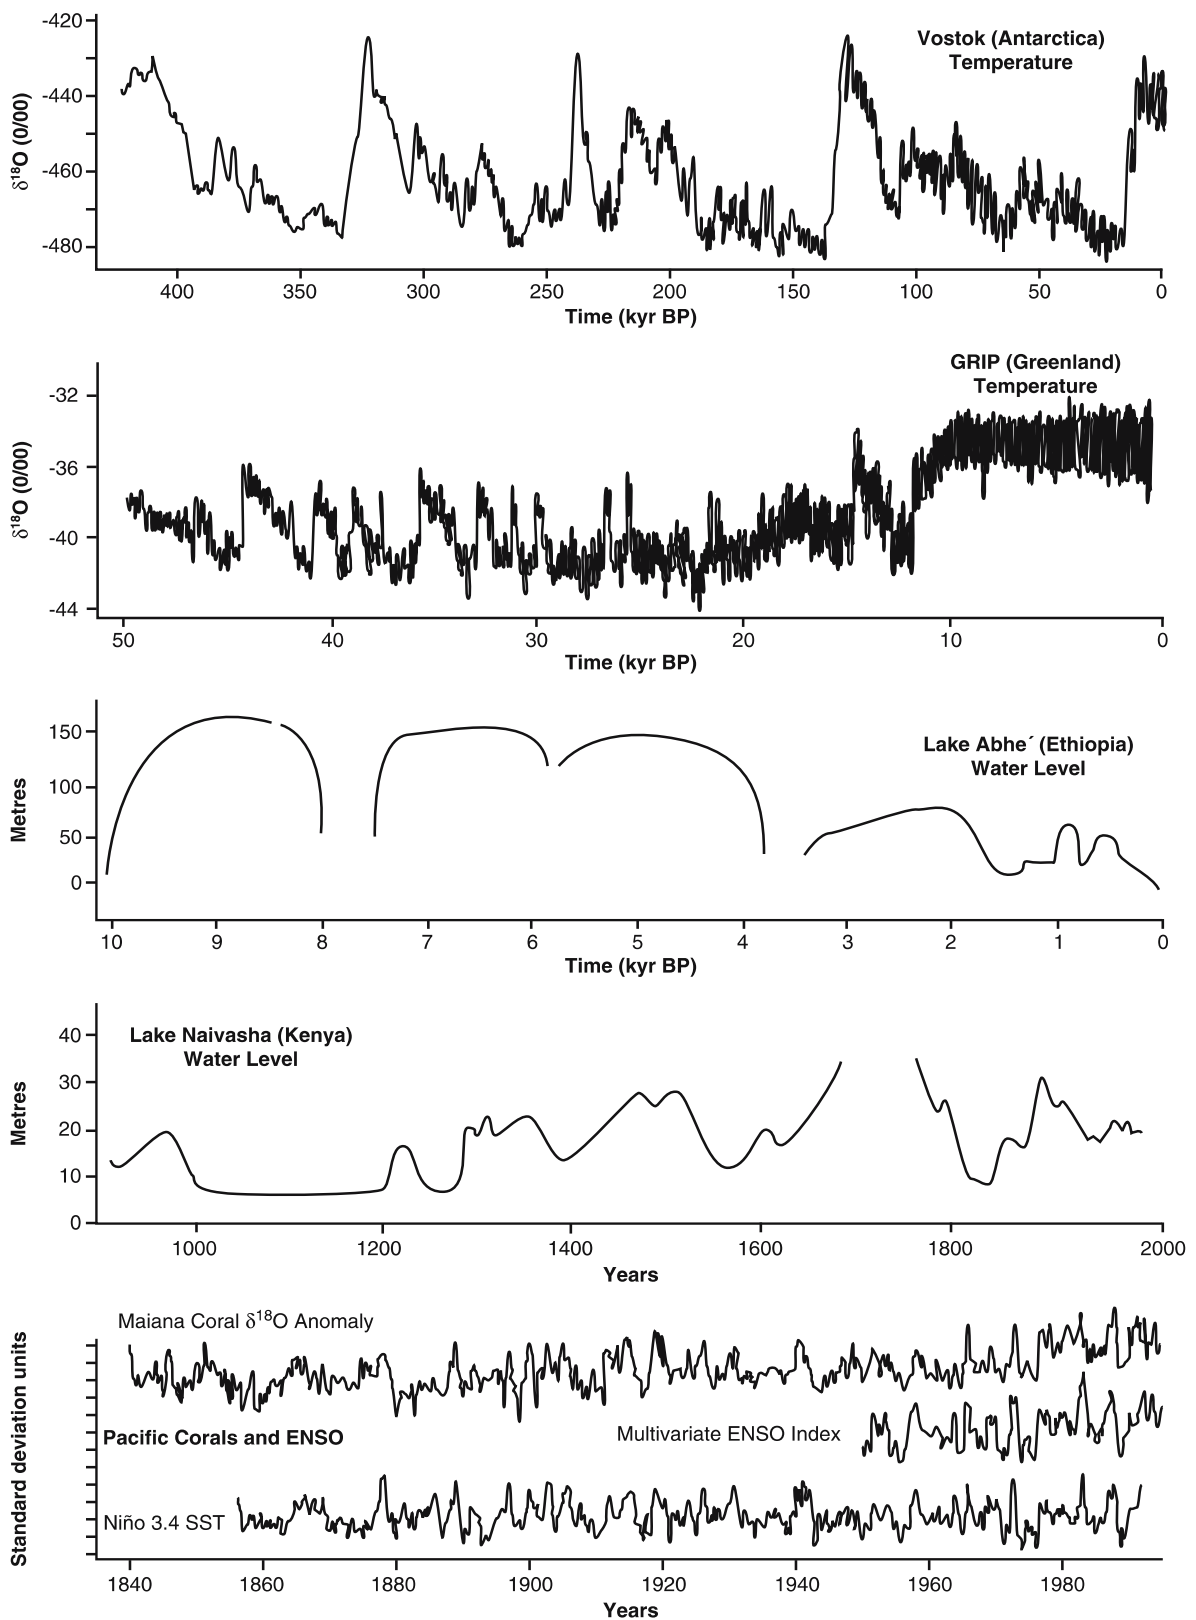 Vostok (Antarctica)
Temperature
δ18O (0/00)
-420
-440
-460
-480
400 350 300 250 200 150 100 50 0
Time (kyr BP)
GRIP (Greenland)
Temperature
δ18O (0/00)
-32
-36
-40
-44
50 40 30 20 10 0
Time (kyr BP)
Lake Abhe´ (Ethiopia)
Water Level
Metres
150
100
50
0
10 9 8 7 6 5 4 3 2 1 0
Time (kyr BP)
Lake Naivasha (Kenya)
Water Level
Metres
40
30
20
10
0
1000 1200 1400 1600 1800 2000
Years
Maiana Coral δ18O Anomaly
Standard deviation units
Pacific Corals and ENSO
Multivariate ENSO Index
Niño 3.4 SST
1840 1860 1880 1900 1920 1940 1960 1980
Years